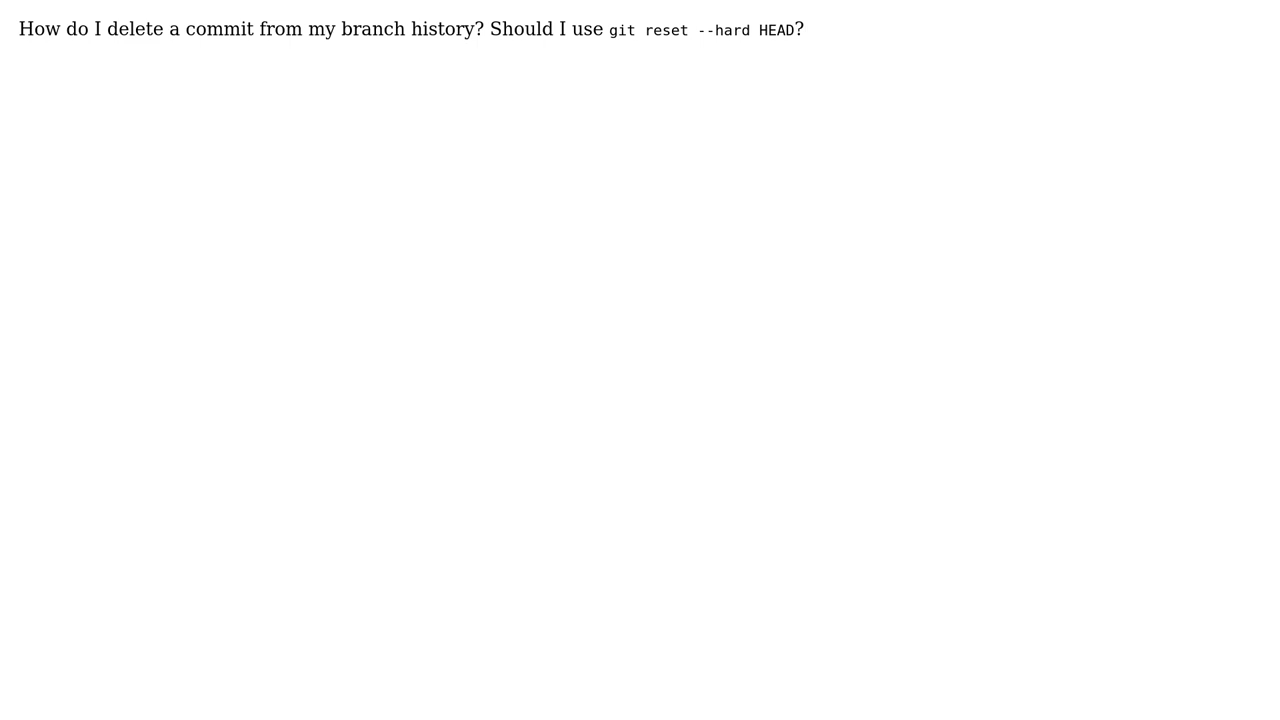 How do I delete a commit from my branch history? Should I use git reset --hard HEAD?